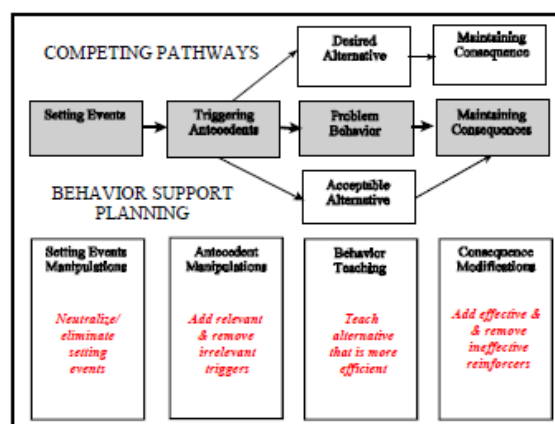 COMPETING PATHWAYS
Desired
Alternative
Maintaining
Consequence
Setting Events
Triggering
Antecedents
Problem
Behavior
Maintaining
Consequences
Acceptable
Alternative
BEHAVIOR SUPPORT
PLANNING
Setting Events
Manipulations
Neutralize/
eliminate
setting
events
Antecedent
Manipulations
Add relevant
& remove
irrelevant
triggers
Behavior
Teaching
Teach
alternative
that is more
efficient
Consequence
Modifications
Add effective &
& remove
ineffective
reinforcers